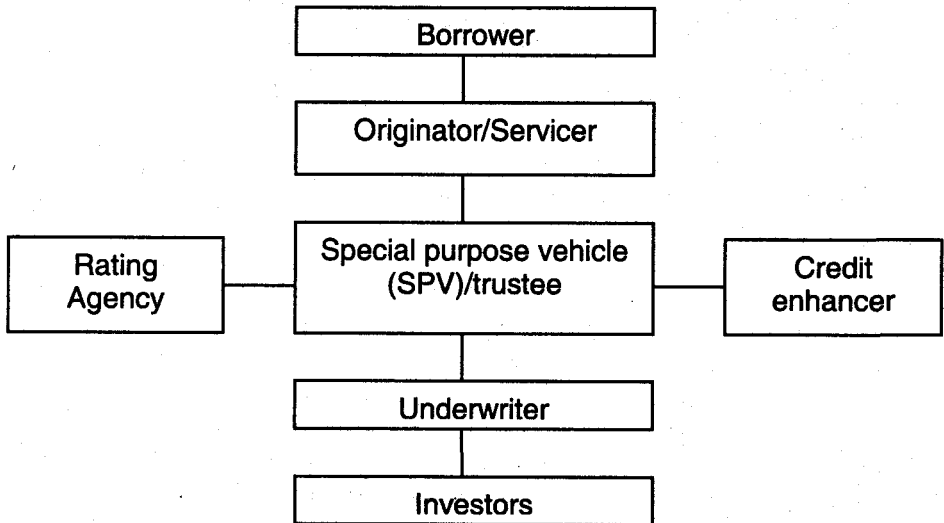 Borrower
Originator/Servicer
Special purpose vehicle
(SPV)/trustee
Rating
Agency
Credit
enhancer
Underwriter
Investors